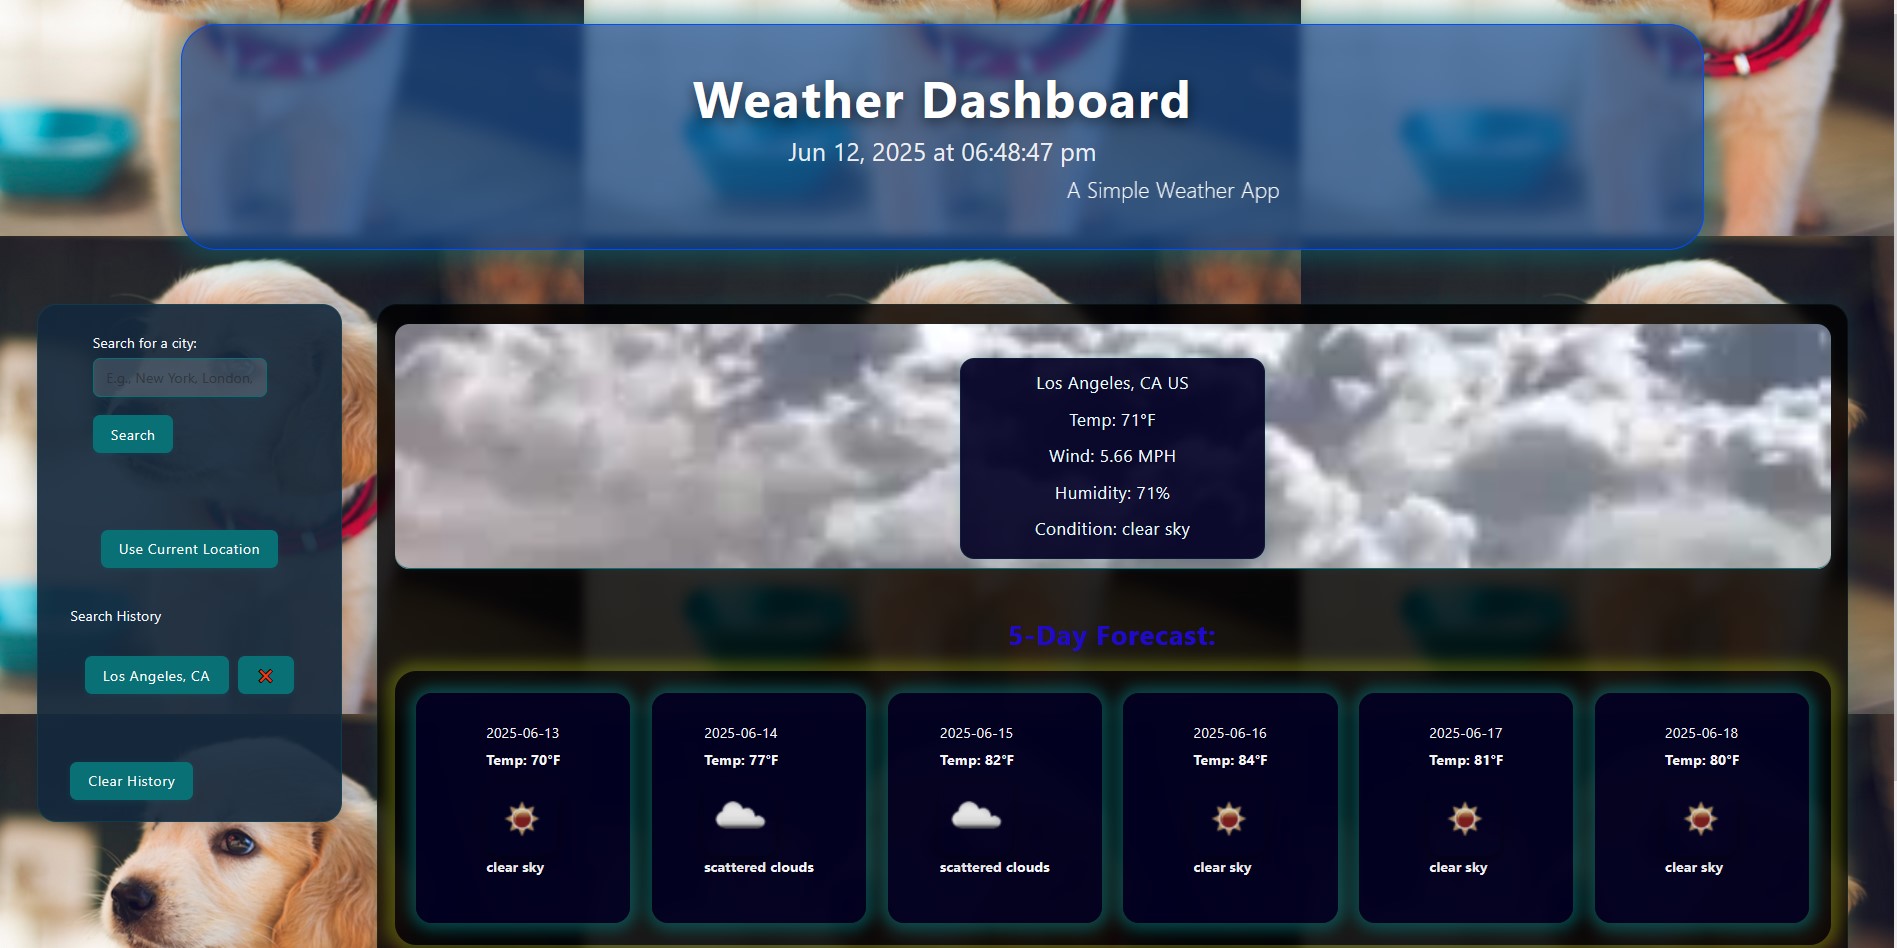 Weather Dashboard
Jun 12, 2025 at 06:48:47 pm
A Simple Weather App
Search for a city:
E.g., New York, London,
Search
Use Current Location
Search History
Los Angeles, CA
Clear History
Los Angeles, CA US
Temp: 71°F
Wind: 5.66 MPH
Humidity: 71%
Condition: clear sky
5-Day Forecast:
2025-06-13
Temp: 70°F
clear sky
2025-06-14
Temp: 77°F
scattered clouds
2025-06-15
Temp: 82°F
scattered clouds
2025-06-16
Temp: 84°F
clear sky
2025-06-17
Temp: 81°F
clear sky
2025-06-18
Temp: 80°F
clear sky